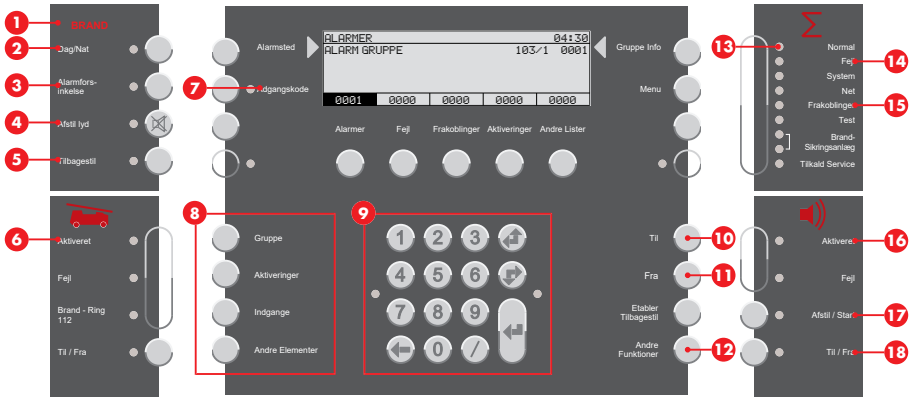 1
BRAND
2
Dag/Nat
3
Alarmfors-
inkelse
4
Afstil lyd
5
Tilbagestil
6
Aktiveret
Fejl
Brand - Ring
112
Til / Fra
Alarmsted
7
Adgangskode
ALARMER 04:30
ALARM GRUPPE 103/1 0001
0001 0000 0000 0000 0000
Alarmer Fejl Frakoblinger Aktiveringer Andre Lister
Gruppe Info
Menu
8
Gruppe
Aktiveringer
Indgange
Andre Elementer
9
1 2 3
4 5 6
7 8 9
0 /
Til
10
Fra
11
Etabler
Tilbagestil
Andre
Funktioner
12
Σ
13
Normal
Fejl
14
System
Net
Frakoblinger
15
Test
Brand-
Sikringsanlæg
Tilkald Service
Aktiveret
16
Fejl
Afstil / Start
17
Til / Fra
18